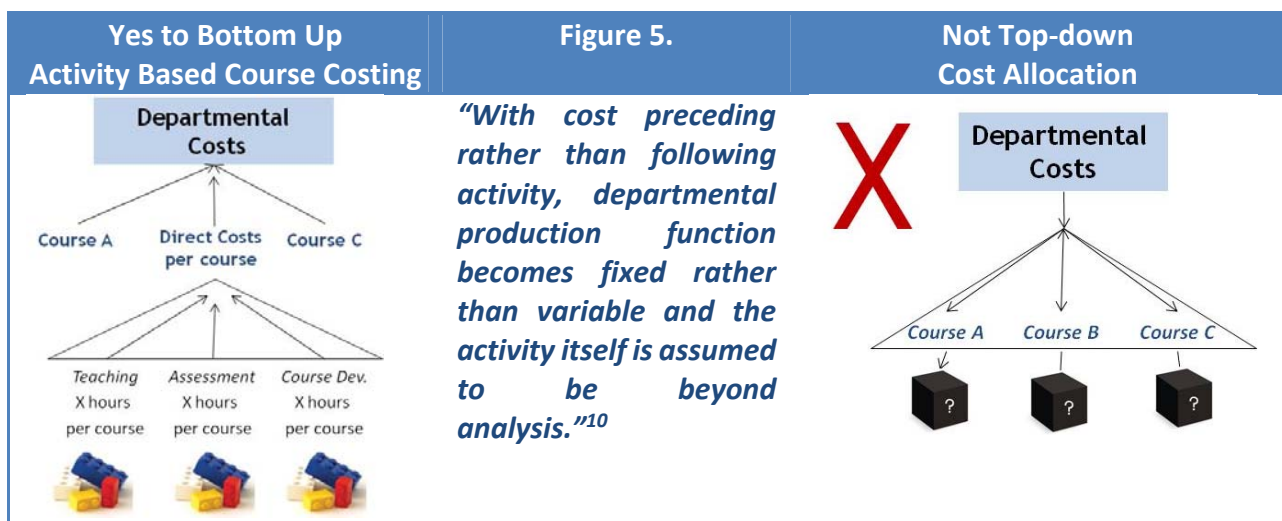 Yes to Bottom Up
Activity Based Course Costing
Figure 5.
Not Top-down
Cost Allocation
Departmental
Costs
Course A
Direct Costs
per course
Course C
Teaching
X hours
per course
Assessment
X hours
per course
Course Dev.
X hours
per course
“With cost preceding
rather than following
activity, departmental
production function
becomes fixed rather
than variable and the
activity itself is assumed
to be beyond
analysis.”10
X
Departmental
Costs
Course A
Course B
Course C
?
?
?